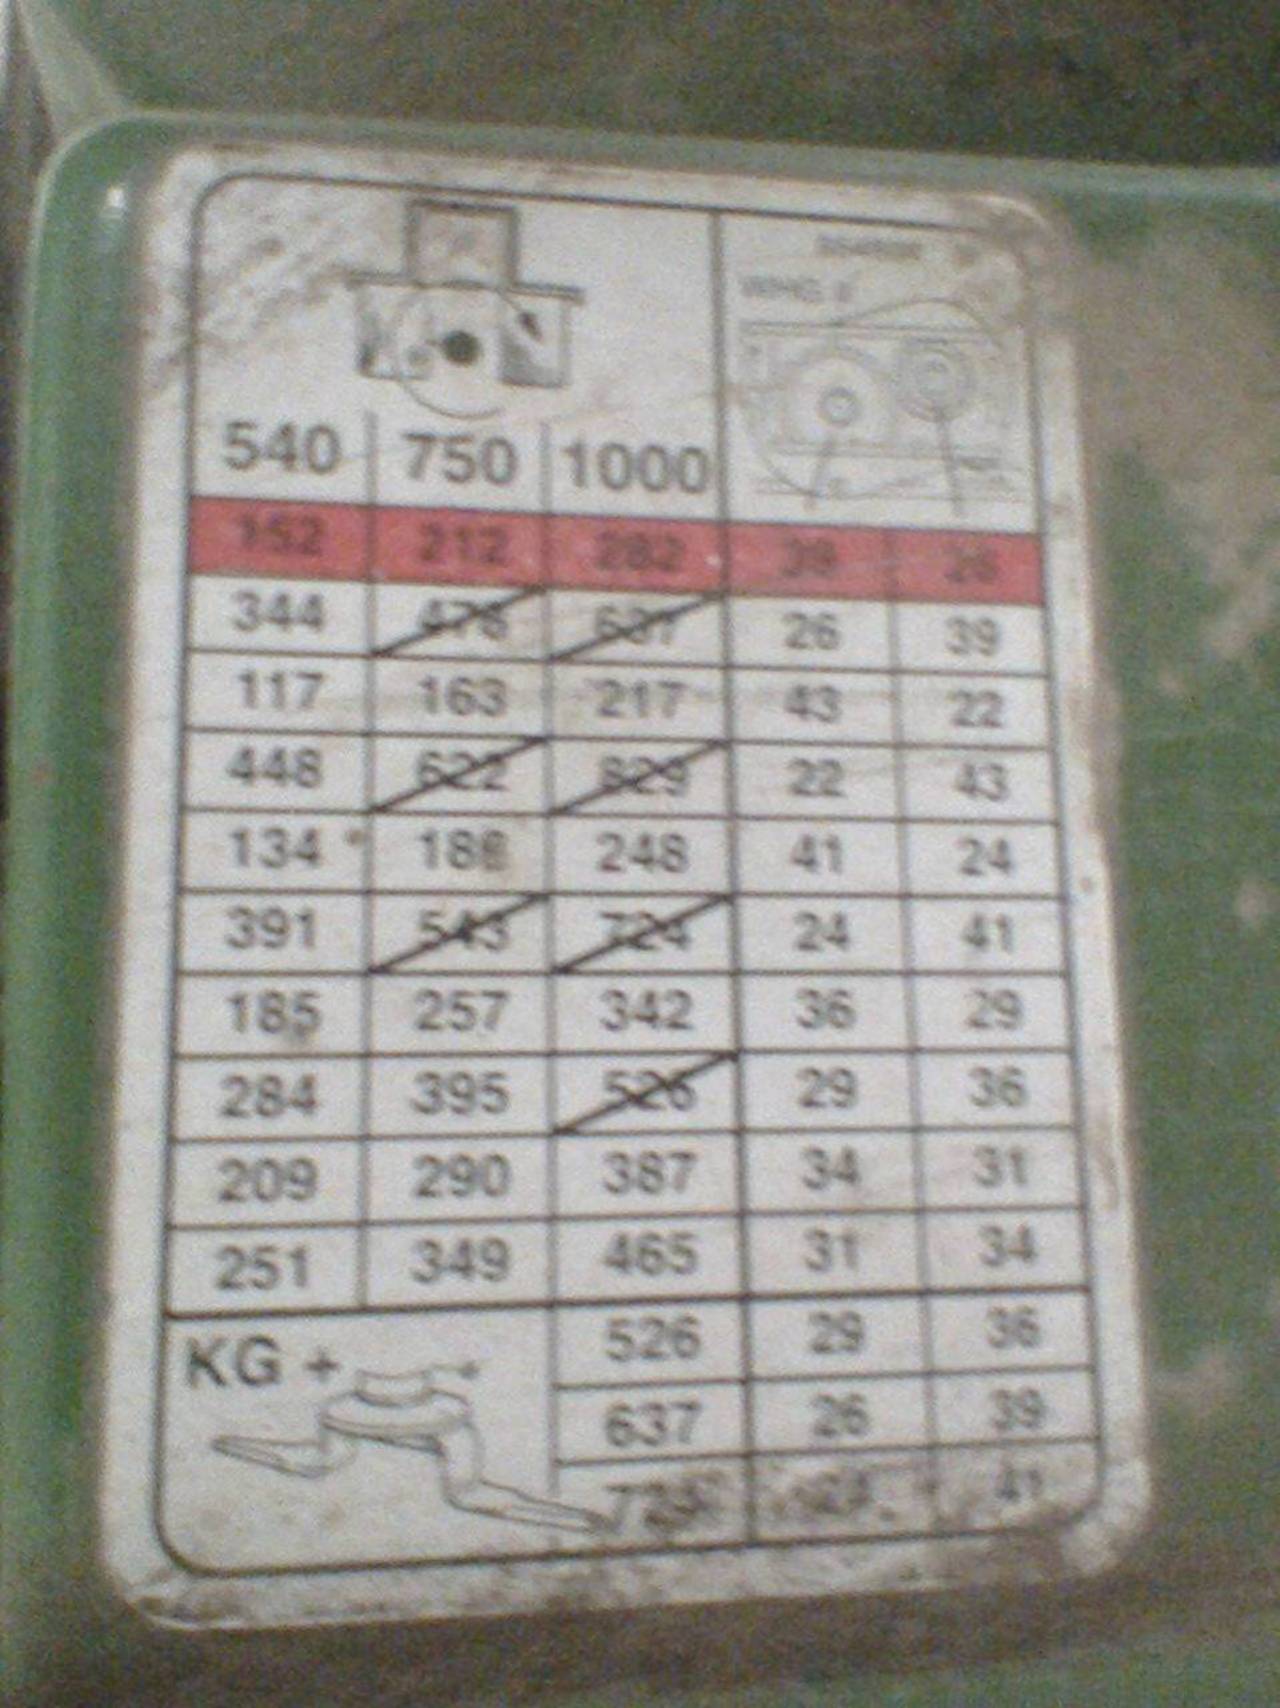 540 750 1000
152 212 282 39 26
344 478 637 26 39
117 163 217 43 22
448 622 829 22 43
134 186 248 41 24
391 543 724 24 41
185 257 342 36 29
284 395 526 29 36
209 290 387 34 31
251 349 465 31 34
526 29 36
KG +
637 26 39
724 24 41